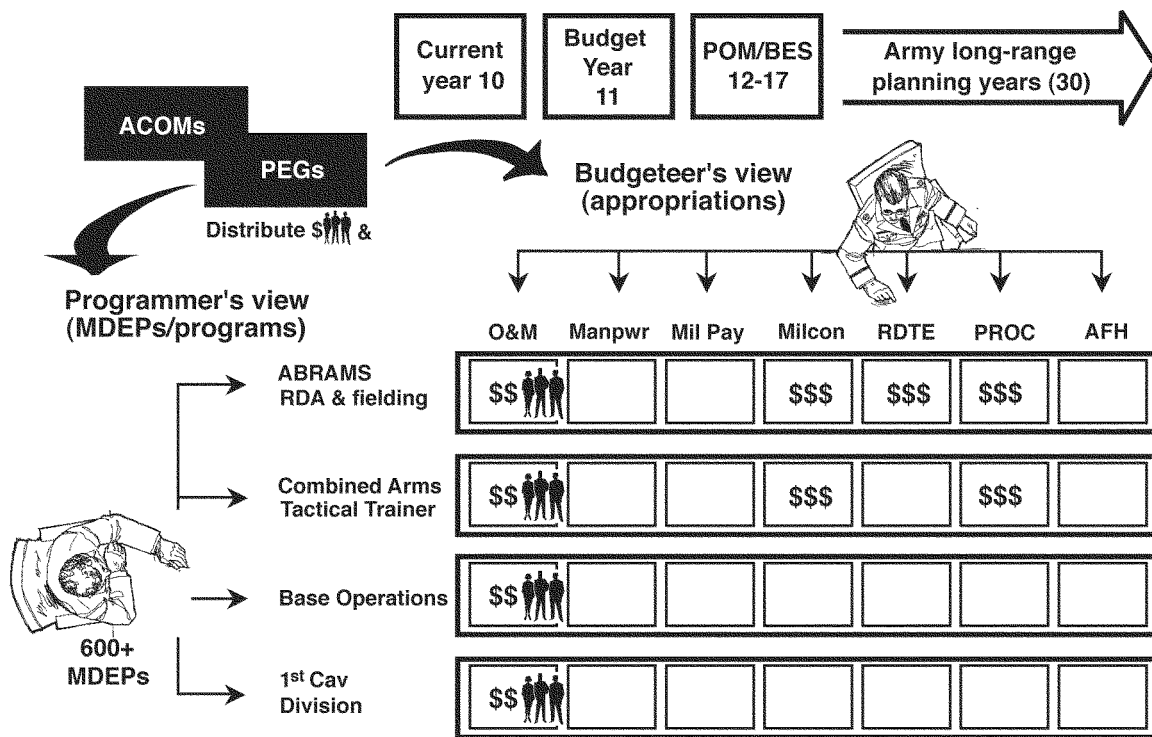 Current
year 10
Budget
Year
11
POM/BES
12-17
Army long-range
planning years (30)
ACOMs
PEGs
Distribute $ &
Budgeteer's view
(appropriations)
Programmer's view
(MDEPs/programs)
O&M Manpwr Mil Pay Milcon RDTE PROC AFH
ABRAMS
RDA & fielding
$$ $$$ $$$ $$$
Combined Arms
Tactical Trainer
$$ $$$ $$$
Base Operations
$$
600+
MDEPs
1st Cav
Division
$$